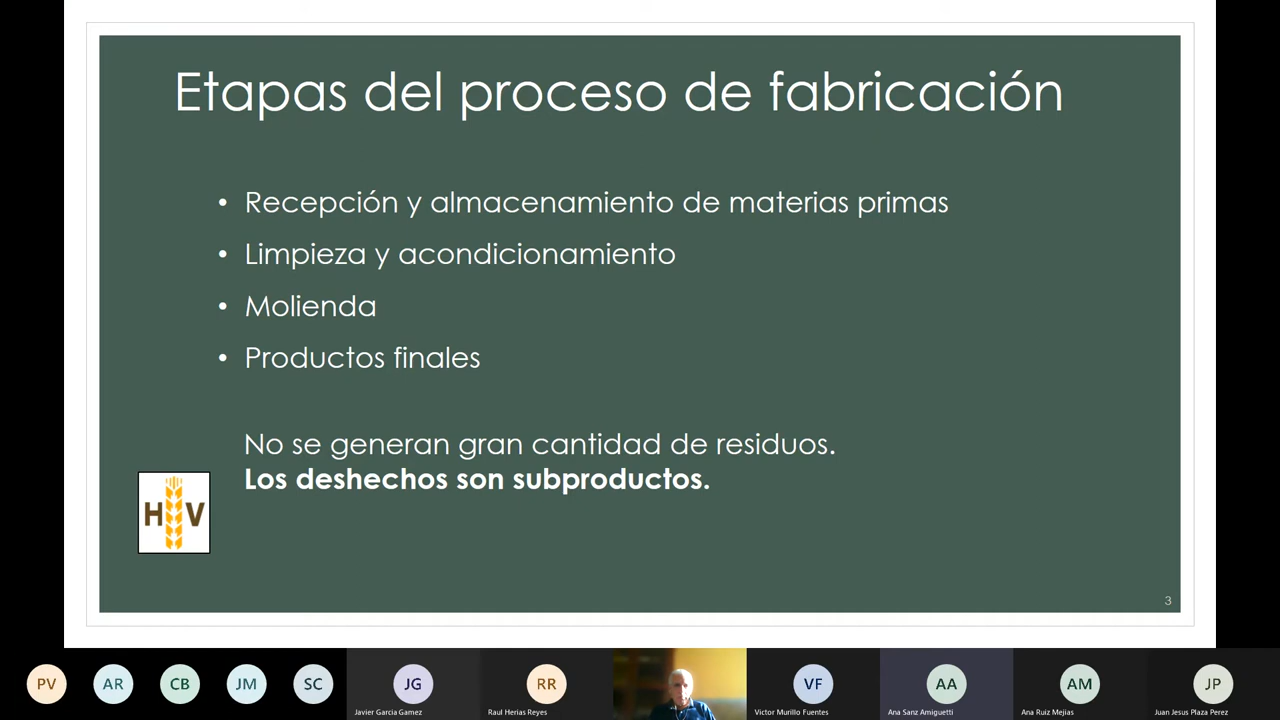 Etapas del proceso de fabricación
• Recepción y almacenamiento de materias primas
• Limpieza y acondicionamiento
• Molienda
• Productos finales
No se generan gran cantidad de residuos.
Los deshechos son subproductos.
H V
3
PV AR CB JM SC JG RR VF AA AM JP
Javier Garcia Gamez Raul Herias Reyes Victor Murillo Fuentes Ana Sanz Amiguetti Ana Ruiz Mejias Juan Jesus Plaza Perez